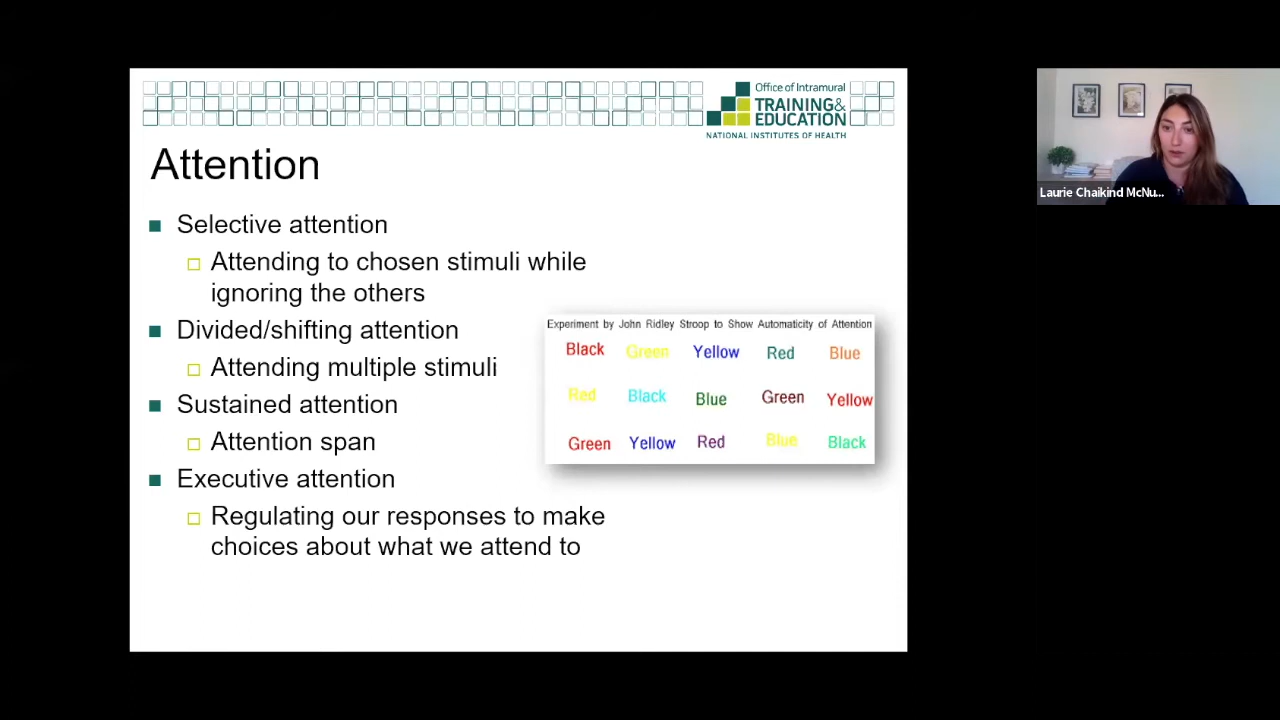 Office of Intramural
TRAINING&
EDUCATION
NATIONAL INSTITUTES OF HEALTH
Attention
Selective attention
Attending to chosen stimuli while
ignoring the others
Divided/shifting attention
Attending multiple stimuli
Sustained attention
Attention span
Executive attention
Regulating our responses to make
choices about what we attend to
Experiment by John Ridley Stroop to Show Automaticity of Attention
Black Green Yellow Red Blue
Red Black Blue Green Yellow
Green Yellow Red Blue Black
Laurie Chaikind McNu...